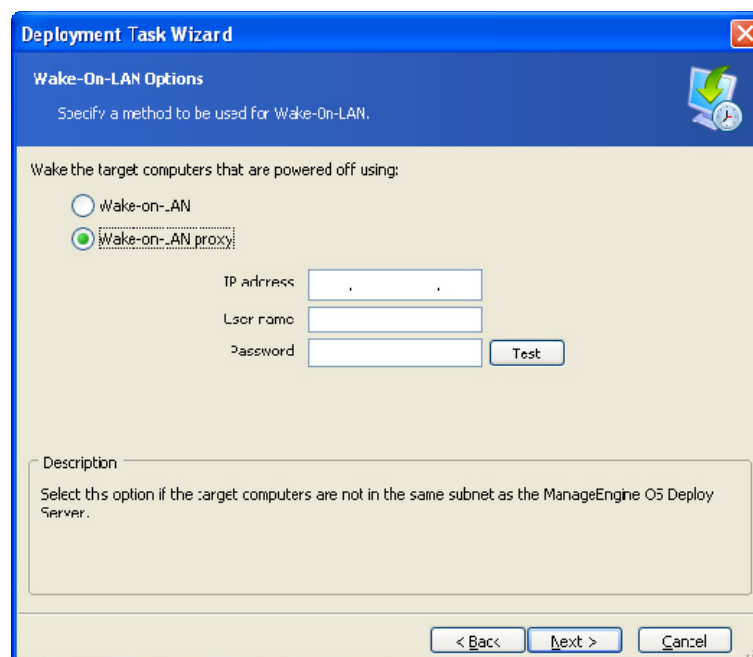 Deployment Task Wizard
Wake-On-LAN Options
Specify a method to be used for Wake-On-LAN.
Wake the target computers that are powered off using:
Wake-on-LAN
Wake-on-LAN proxy
IP address
User name
Password
Test
Description
Select this option if the target computers are not in the same subnet as the ManageEngine OS Deploy
Server.
< Back
Next >
Cancel